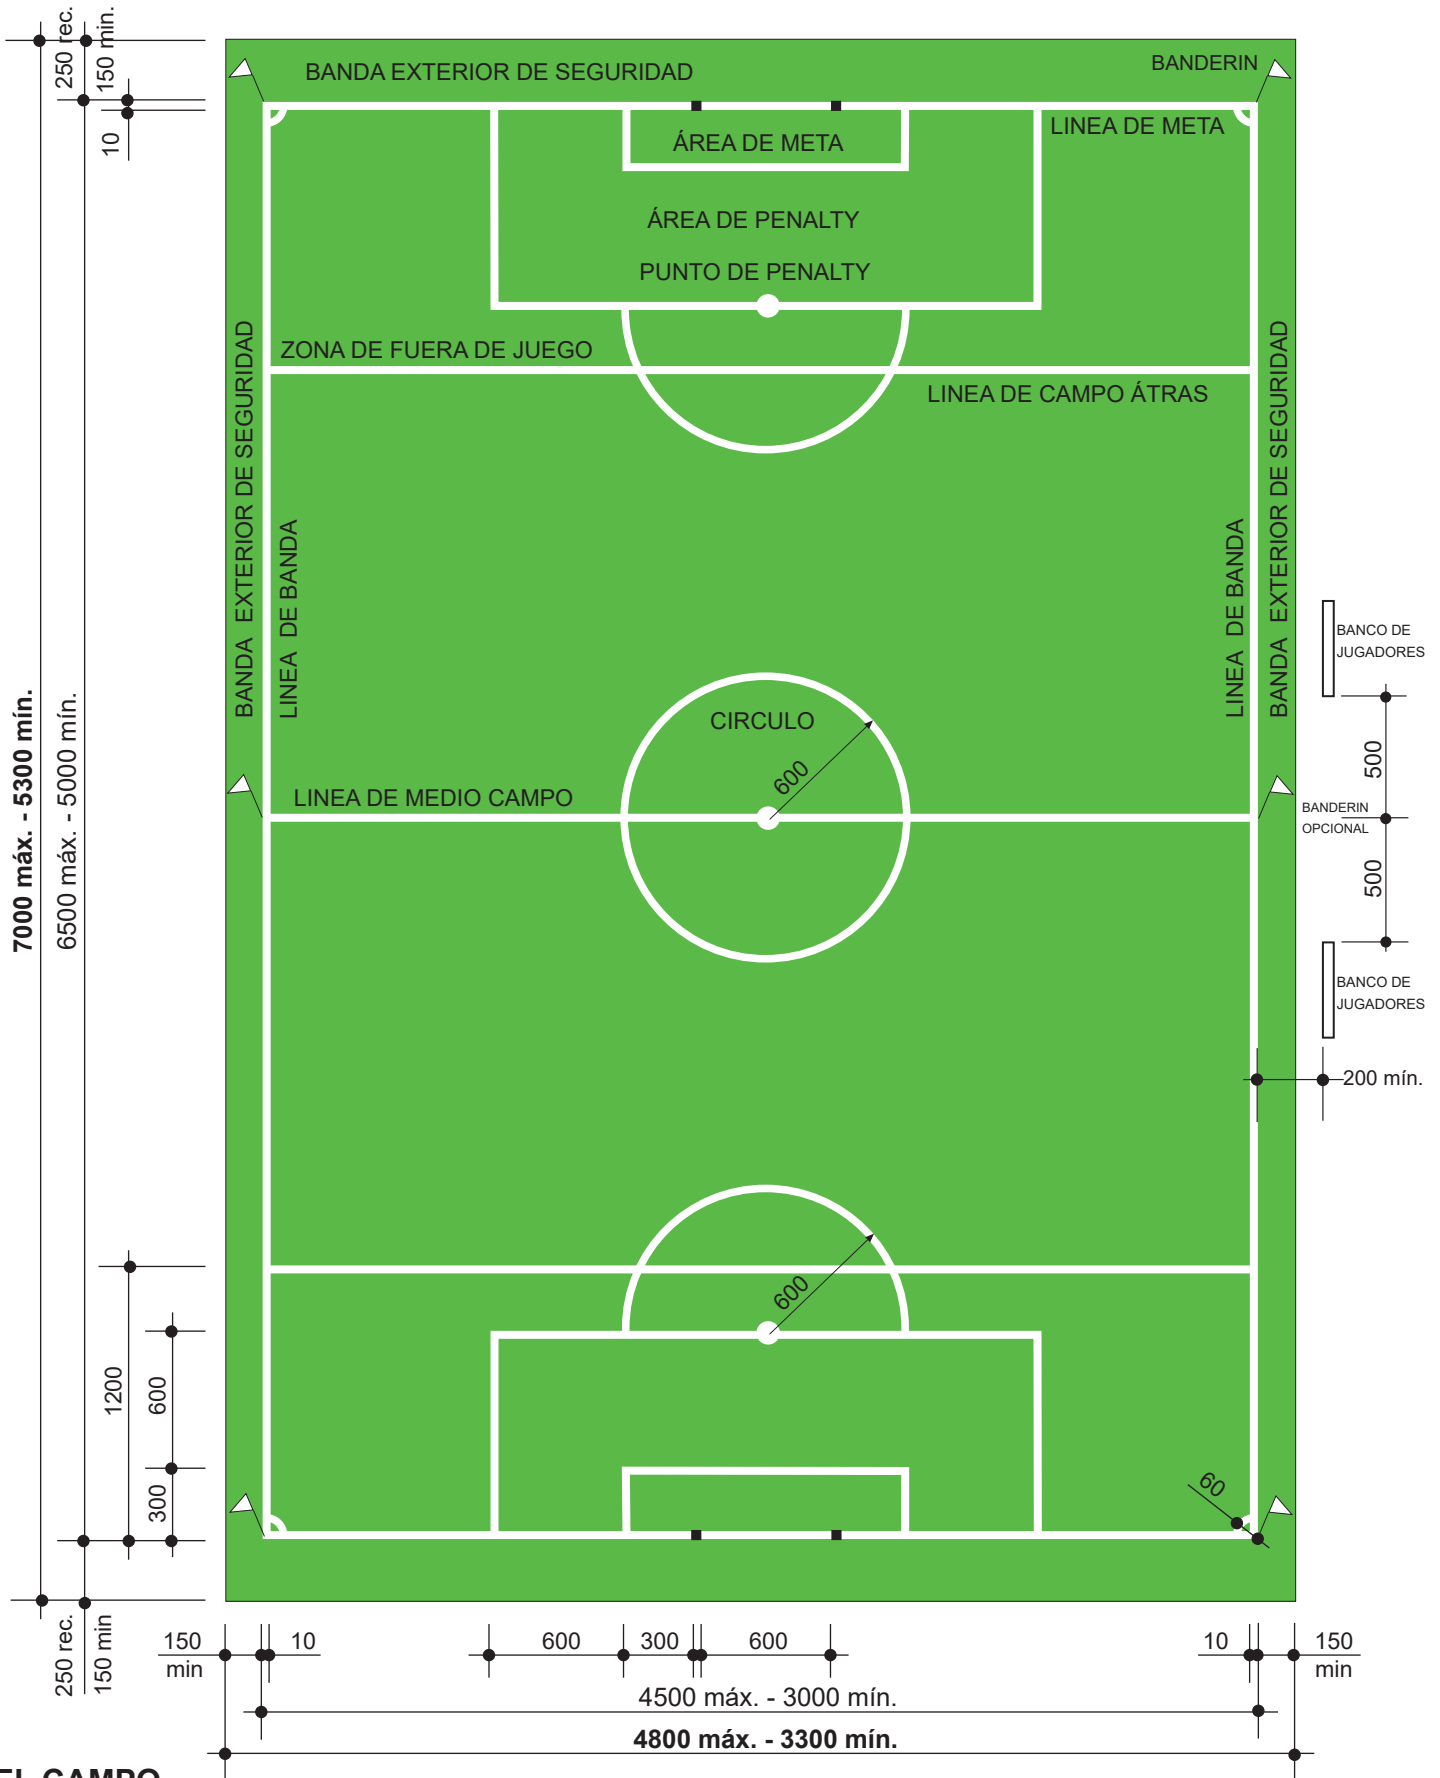 250 rec.
150 min.
10
BANDA EXTERIOR DE SEGURIDAD
BANDERIN
LINEA DE META
ÁREA DE META
ÁREA DE PENALTY
PUNTO DE PENALTY
ZONA DE FUERA DE JUEGO
LINEA DE CAMPO ÁTRAS
BANDA EXTERIOR DE SEGURIDAD
LINEA DE BANDA
LINEA DE BANDA
BANDA EXTERIOR DE SEGURIDAD
BANCO DE
JUGADORES
7000 máx. - 5300 mín.
6500 máx. - 5000 mín.
CIRCULO
600
500
LINEA DE MEDIO CAMPO
BANDERIN
OPCIONAL
500
BANCO DE
JUGADORES
200 mín.
600
1200
600
300
60
250 rec.
150 min
150
min
10
600
300
600
10
150
min
4500 máx. - 3000 mín.
4800 máx. - 3300 mín.
CAMPO